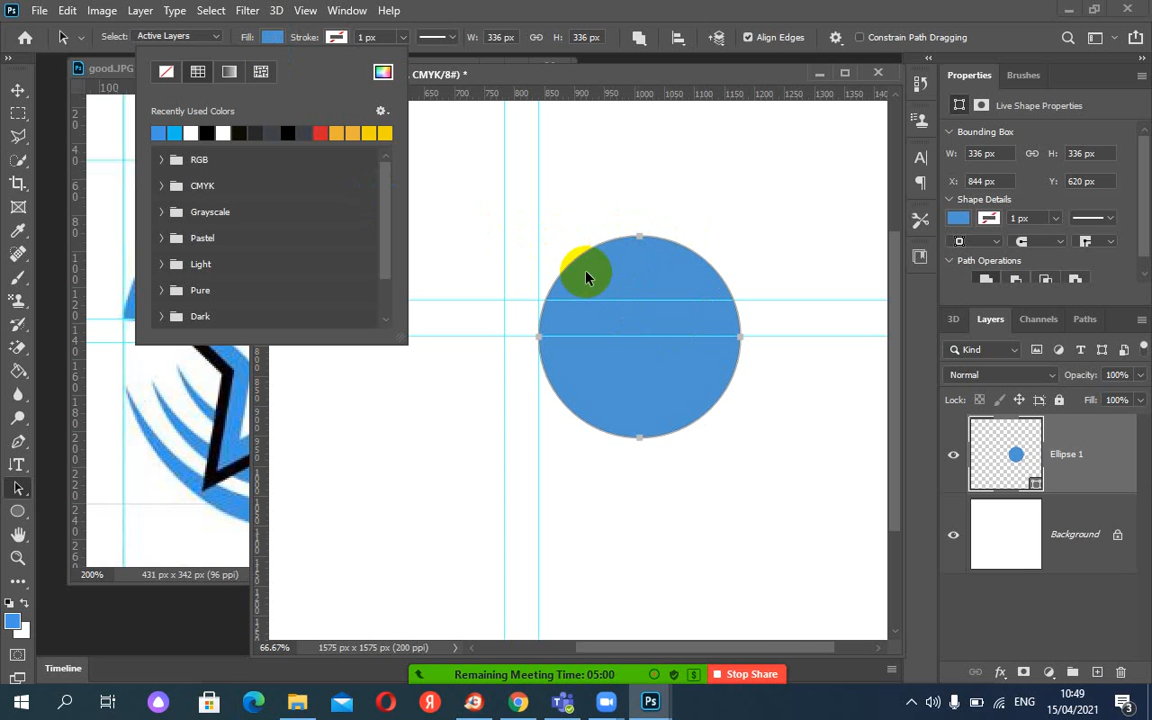 Ps File Edit Image Layer Type Select Filter 3D View Window Help
Select: Active Layers Fill: Stroke: 1 px W: 336 px H: 336 px Align Edges Constrain Path Dragging
good.JPG CMYK/8#) *
100 650 700 750 800 850 900 950 1000 1050 1100 1150 1200 1250 1300 1350
Recently Used Colors
RGB
CMYK
Grayscale
Pastel
Light
Pure
Dark
200% 431 px x 342 px (96 ppi)
66.67% 1575 px x 1575 px (200 ppi)
Properties Brushes
Live Shape Properties
Bounding Box
W: 336 px H: 336 px
X: 844 px Y: 620 px
Shape Details
1 px
Path Operations
3D Layers Channels Paths
Kind
Normal Opacity: 100%
Lock: Fill: 100%
Ellipse 1
Background
Timeline
Remaining Meeting Time: 05:00 Stop Share
ENG 10:49
15/04/2021 3